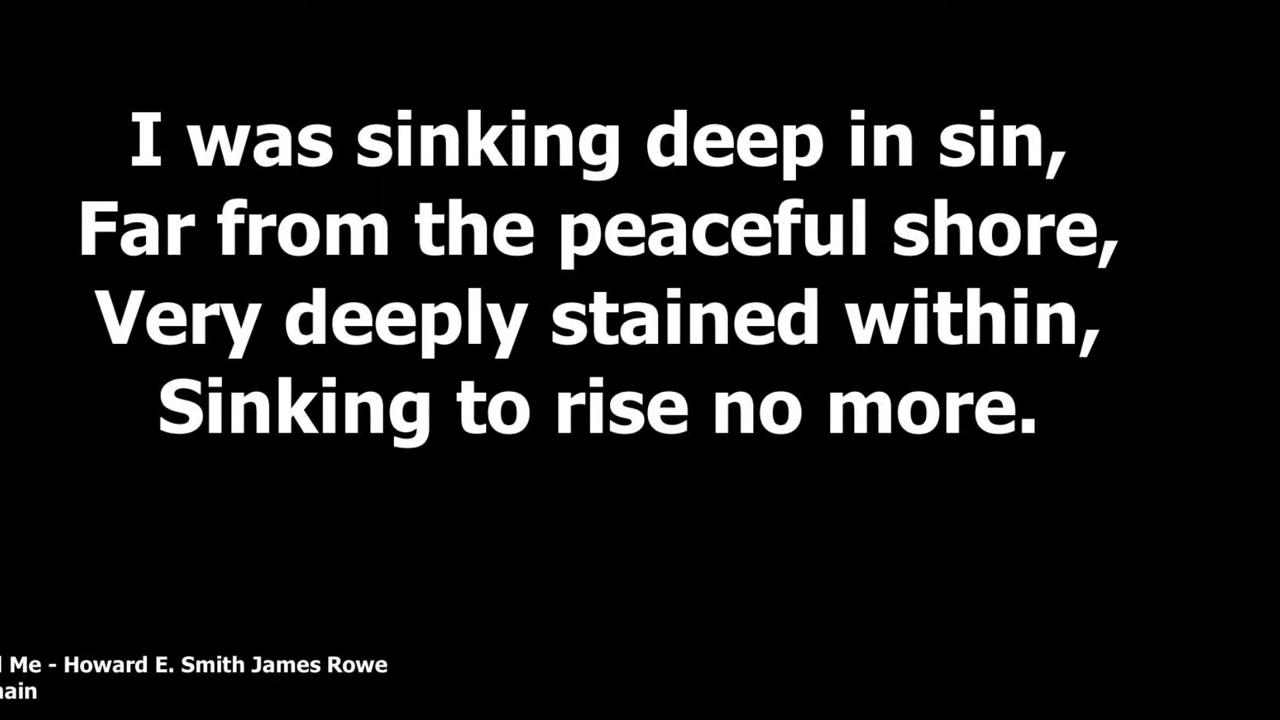 I was sinking deep in sin,
Far from the peaceful shore,
Very deeply stained within,
Sinking to rise no more.
Me - Howard E. Smith James Rowe